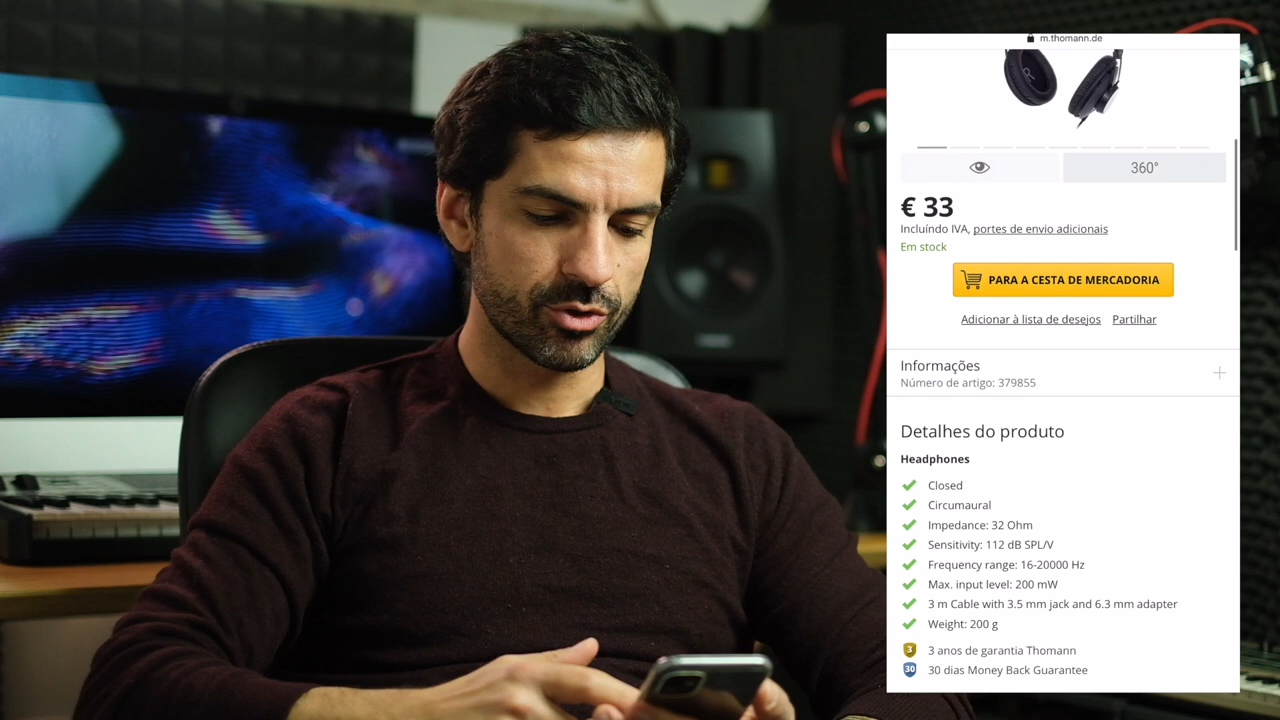 m.thomann.de
R
360°
€ 33
Incluíndo IVA, portes de envio adicionais
Em stock
PARA A CESTA DE MERCADORIA
Adicionar à lista de desejos Partilhar
Informações
Número de artigo: 379855
Detalhes do produto
Headphones
Closed
Circumaural
Impedance: 32 Ohm
Sensitivity: 112 dB SPL/V
Frequency range: 16-20000 Hz
Max. input level: 200 mW
3 m Cable with 3.5 mm jack and 6.3 mm adapter
Weight: 200 g
3 3 anos de garantia Thomann
30 30 dias Money Back Guarantee